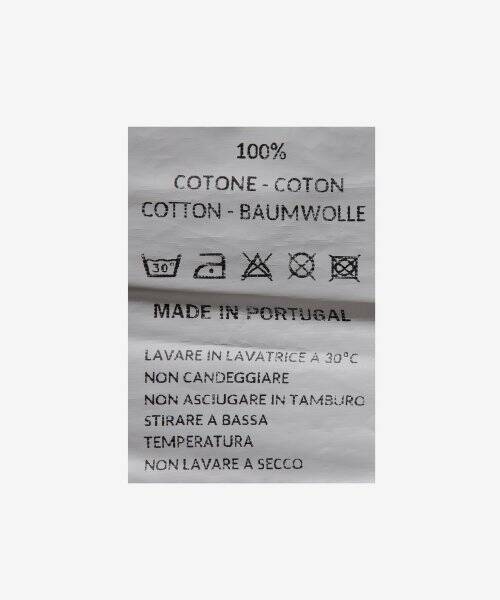 100%
COTONE - COTON
COTTON - BAUMWOLLE
30°
MADE IN PORTUGAL
LAVARE IN LAVATRICE A 30°C
NON CANDEGGIARE
NON ASCIUGARE IN TAMBURO
STIRARE A BASSA
TEMPERATURA
NON LAVARE A SECCO